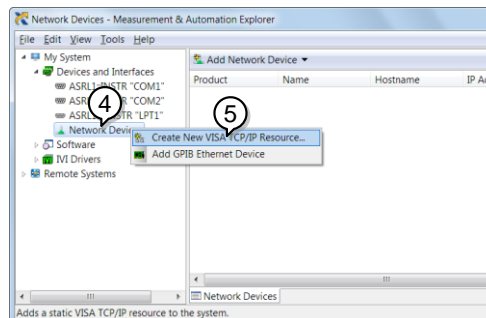 Network Devices - Measurement & Automation Explorer
File Edit View Tools Help
My System
Devices and Interfaces
ASRL1::INSTR "COM1"
"COM2"
"LPT1"
Network
Software
IVI Drivers
Remote Systems
Add Network Device
Product Name Hostname IP
4
5
Create New VISA TCP/IP Resource...
Add GPIB Ethernet Device
Network Devices
Adds a static VISA TCP/IP resource to the system.